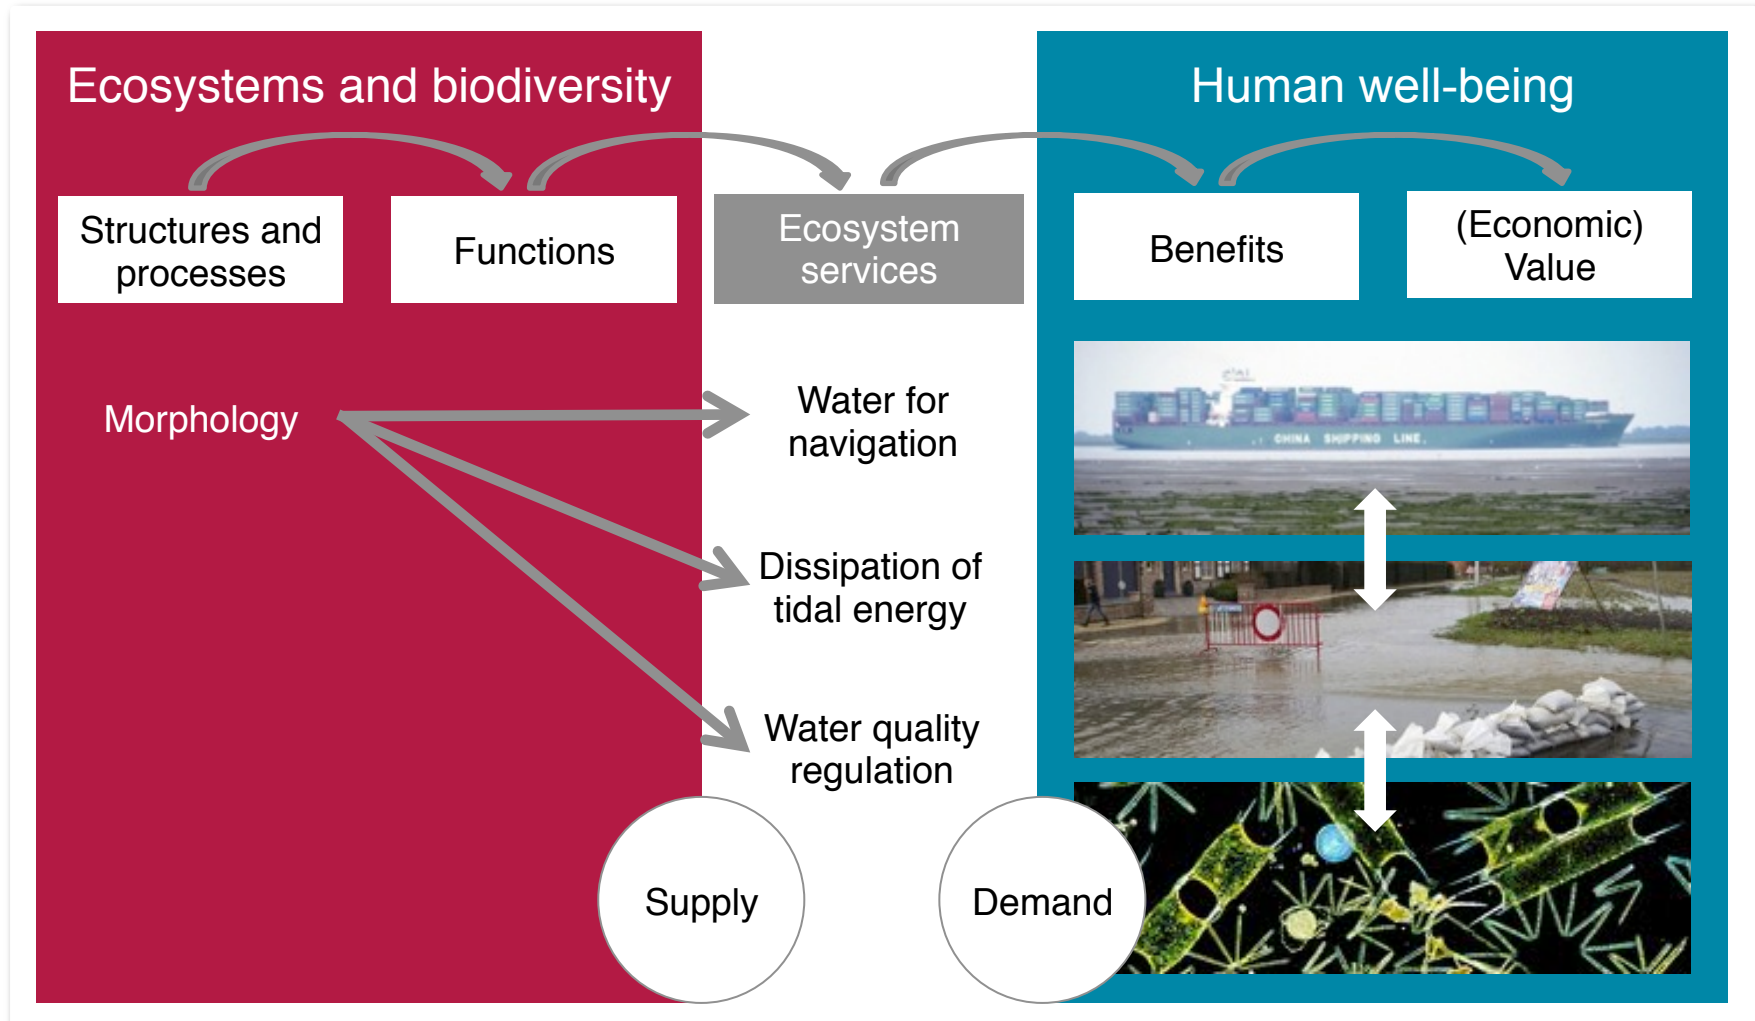 Ecosystems and biodiversity
Human well-being
Structures and
processes
Functions
Ecosystem
services
Benefits
(Economic)
Value
Morphology
Water for
navigation
CHINA SHIPPING LINE
Dissipation of
tidal energy
Water quality
regulation
Supply
Demand